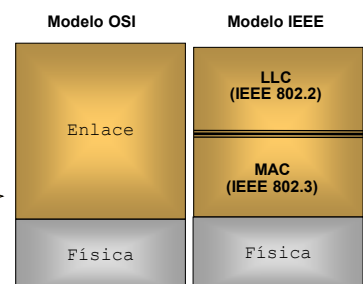 Modelo OSI
Modelo IEEE
Enlace
LLC
(IEEE 802.2)
MAC
(IEEE 802.3)
Física
Física